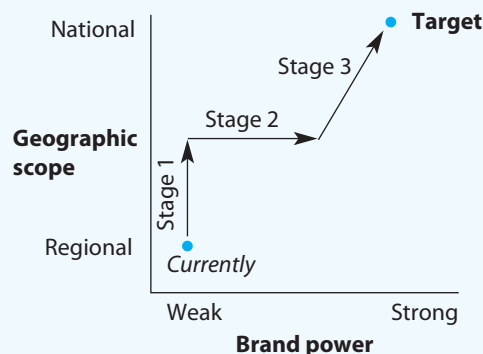 National
Target
Stage 3
Stage 2
Geographic
scope
Stage 1
Regional
Currently
Weak
Strong
Brand power